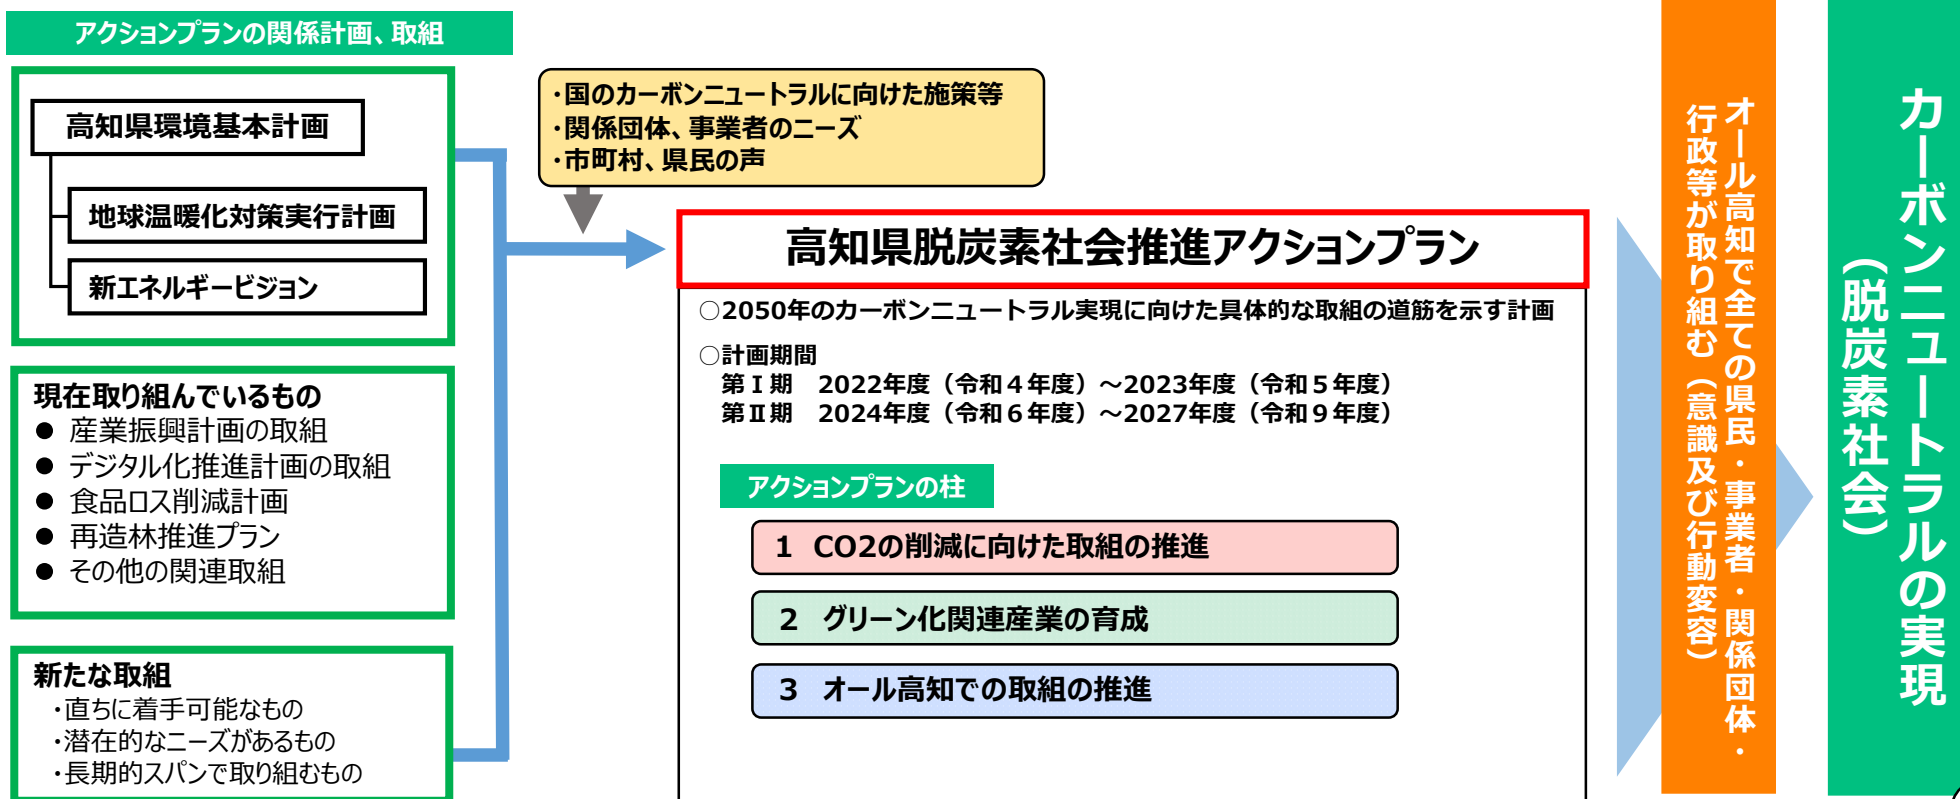 アクションプランの関係計画、取組
高知県環境基本計画
地球温暖化対策実行計画
新エネルギービジョン
現在取り組んでいるもの
● 産業振興計画の取組
● デジタル化推進計画の取組
● 食品ロス削減計画
● 再造林推進プラン
● その他の関連取組
新たな取組
・直ちに着手可能なもの
・潜在的なニーズがあるもの
・長期的スパンで取り組むもの
・国のカーボンニュートラルに向けた施策等
・関係団体、事業者のニーズ
・市町村、県民の声
高知県脱炭素社会推進アクションプラン
○2050年のカーボンニュートラル実現に向けた具体的な取組の道筋を示す計画
○計画期間
第Ⅰ期 2022年度（令和４年度）～2023年度（令和５年度）
第Ⅱ期 2024年度（令和６年度）～2027年度（令和９年度）
アクションプランの柱
1 CO2の削減に向けた取組の推進
2 グリーン化関連産業の育成
3 オール高知での取組の推進
オール高知で全ての県民・事業者・関係団体・
行政等が取り組む（意識及び行動変容）
カーボンニュートラルの実現
（脱炭素社会）